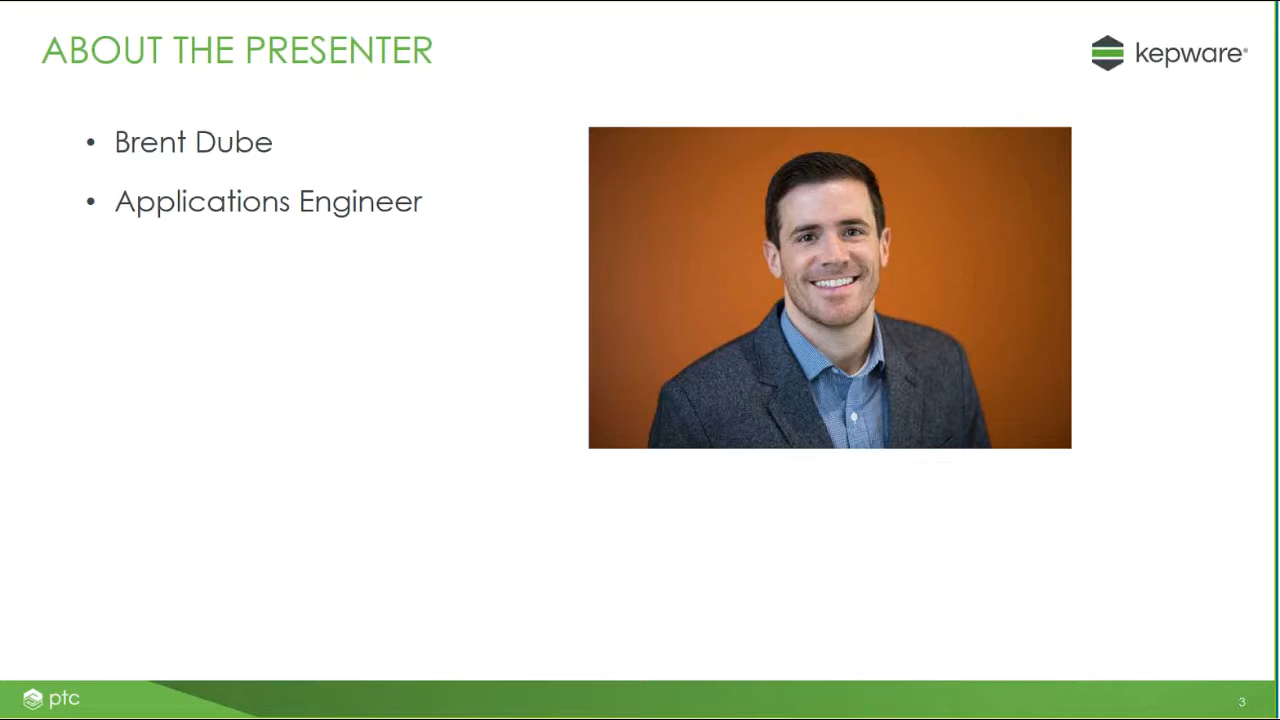 ABOUT THE PRESENTER
kepware®
• Brent Dube
• Applications Engineer
ptc
3